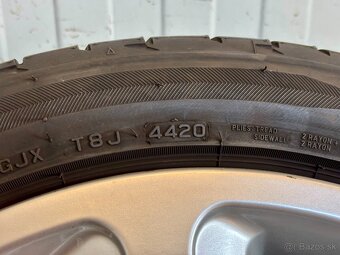 GJX T8J 4420
PLIES: TREAD 2 RAYON +
SIDEWALL 2 RAYON
Bazos.sk